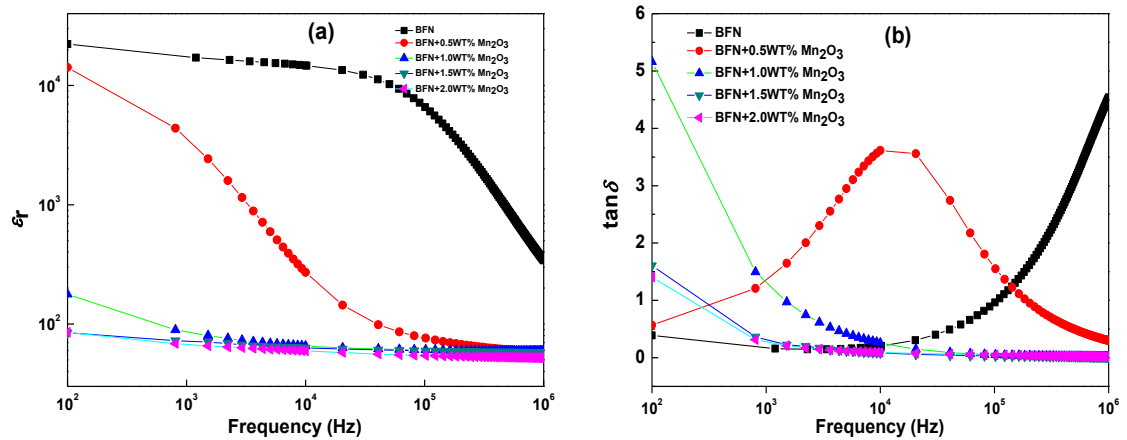 (a)
BFN
BFN+0.5WT% Mn2O3
BFN+1.0WT% Mn2O3
BFN+1.5WT% Mn2O3
BFN+2.0WT% Mn2O3
10^4
10^3
10^2
εr
10^2 10^3 10^4 10^5 10^6
Frequency (Hz)
(b)
BFN
BFN+0.5WT% Mn2O3
BFN+1.0WT% Mn2O3
BFN+1.5WT% Mn2O3
BFN+2.0WT% Mn2O3
6
5
4
3
2
1
0
tanδ
10^2 10^3 10^4 10^5 10^6
Frequency (Hz)